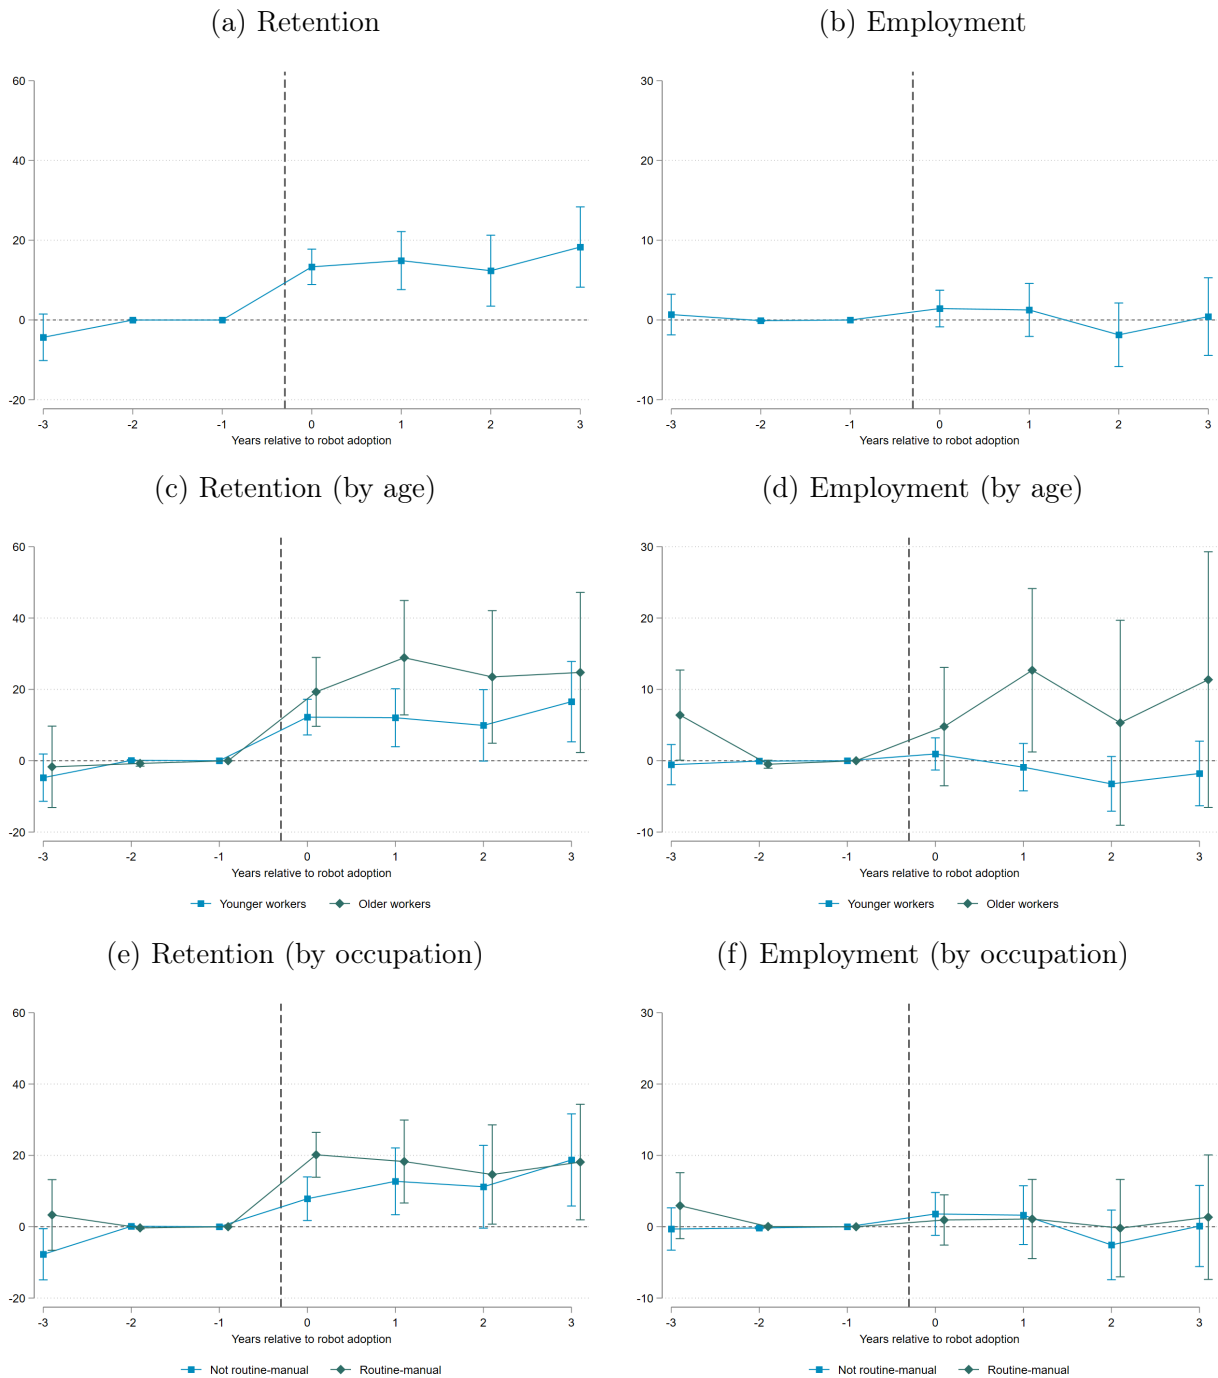 (a) Retention
60
40
20
0
-20
-3 -2 -1 0 1 2 3
Years relative to robot adoption
(b) Employment
30
20
10
0
-10
-3 -2 -1 0 1 2 3
Years relative to robot adoption
(c) Retention (by age)
60
40
20
0
-20
-3 -2 -1 0 1 2 3
Years relative to robot adoption
Younger workers Older workers
(d) Employment (by age)
30
20
10
0
-10
-3 -2 -1 0 1 2 3
Years relative to robot adoption
Younger workers Older workers
(e) Retention (by occupation)
60
40
20
0
-20
-3 -2 -1 0 1 2 3
Years relative to robot adoption
Not routine-manual Routine-manual
(f) Employment (by occupation)
30
20
10
0
-10
-3 -2 -1 0 1 2 3
Years relative to robot adoption
Not routine-manual Routine-manual